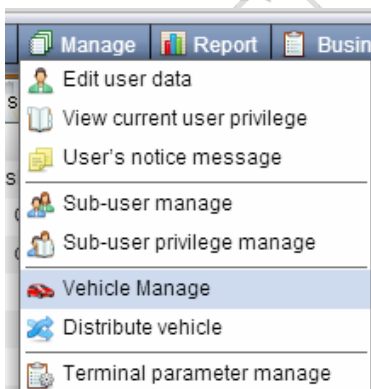 Manage Report Busin
Edit user data
View current user privilege
User's notice message
Sub-user manage
Sub-user privilege manage
Vehicle Manage
Distribute vehicle
Terminal parameter manage